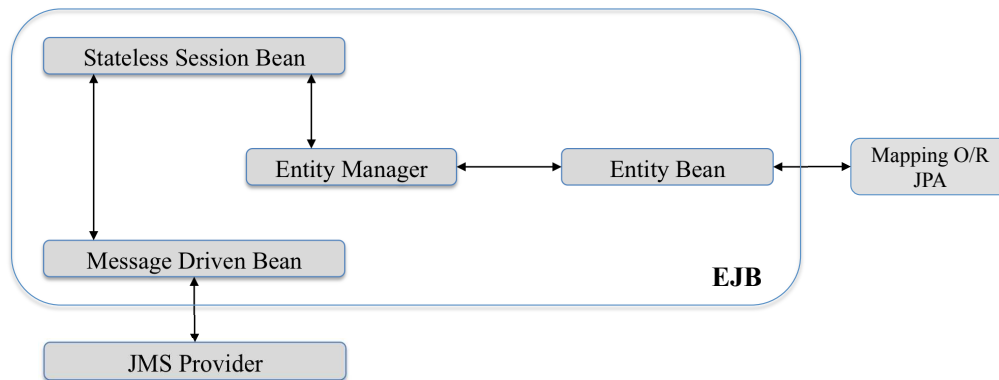 Stateless Session Bean
Entity Manager
Entity Bean
Mapping O/R
JPA
Message Driven Bean
EJB
JMS Provider